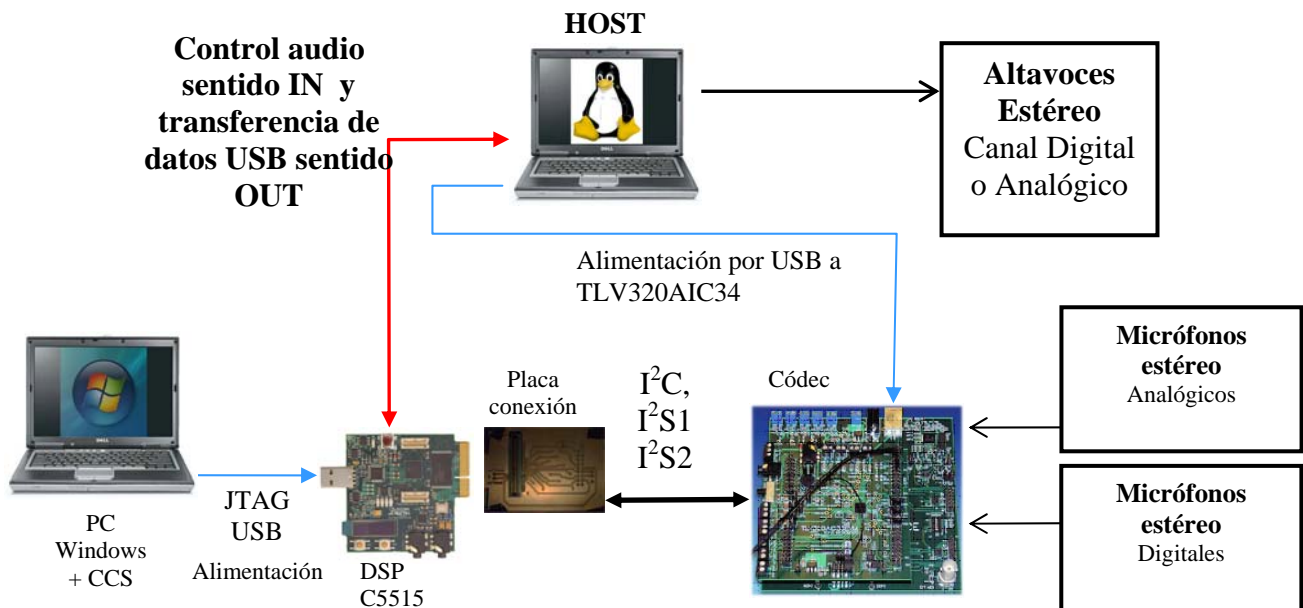 HOST
Control audio
sentido IN y
transferencia de
datos USB sentido
OUT
Altavoces
Estéreo
Canal Digital
o Analógico
Alimentación por USB a
TLV320AIC34
Micrófonos
estéreo
Analógicos
Placa
conexión
I²C,
I²S1
I²S2
Códec
JTAG
USB
Alimentación
PC
Windows
+ CCS
DSP
C5515
Micrófonos
estéreo
Digitales